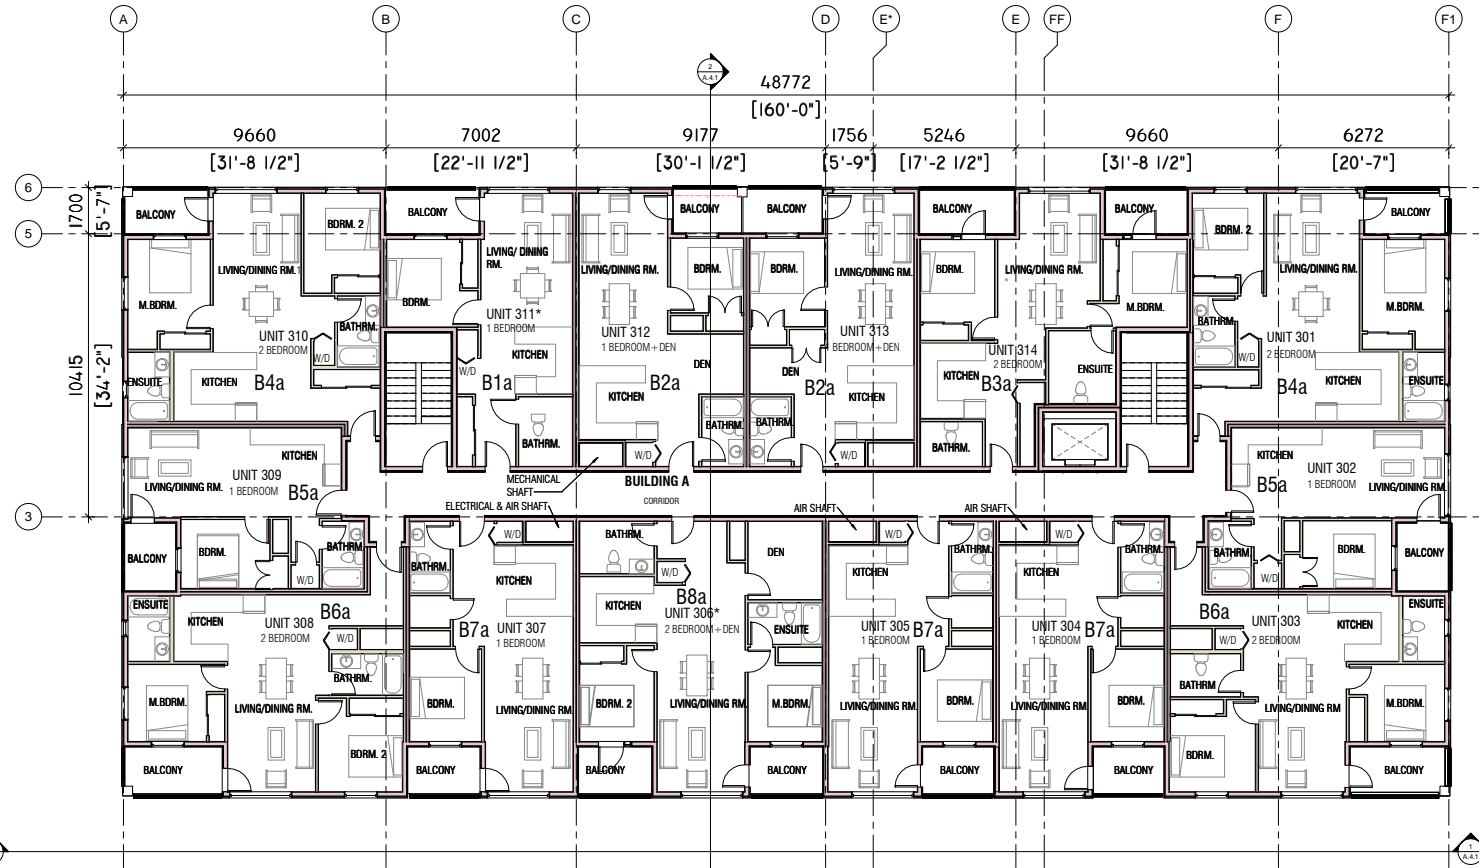 A B C D E* E FF F F1
2
A.4.1
48772
[160'-0"]
9660 7002 9177 1756 5246 9660 6272
[31'-8 1/2"] [22'-11 1/2"] [30'-1 1/2"] [5'-9"] [17'-2 1/2"] [31'-8 1/2"] [20'-7"]
6
5
3
1700
[5'-7"]
10415
[34'-2"]
BALCONY
BDRM. 2
LIVING/DINING RM.
M.BDRM.
UNIT 310
2 BEDROOM
BATHRM.
W/D
ENSUITE
KITCHEN
B4a
BALCONY
LIVING/ DINING
RM.
BDRM.
UNIT 311*
1 BEDROOM
KITCHEN
W/D
B1a
BATHRM.
BALCONY
LIVING/DINING RM.
BDRM.
UNIT 312
1 BEDROOM+DEN
DEN
B2a
KITCHEN
BATHRM.
W/D
BALCONY
BDRM.
LIVING/DINING RM.
UNIT 313
1 BEDROOM+DEN
DEN
B2a
KITCHEN
BATHRM.
W/D
BALCONY
BDRM.
LIVING/DINING RM.
BALCONY
M.BDRM.
UNIT 314
2 BEDROOM
KITCHEN
B3a
ENSUITE
BATHRM.
W/D
BDRM. 2
BALCONY
LIVING/DINING RM.
M.BDRM.
BATHRM.
UNIT 301
2 BEDROOM
W/D
B4a
KITCHEN
ENSUITE
KITCHEN
UNIT 309
1 BEDROOM
LIVING/DINING RM.
B5a
BALCONY
BDRM.
BATHRM.
W/D
MECHANICAL
SHAFT
ELECTRICAL & AIR SHAFT
BUILDING A
CORRIDOR
AIR SHAFT
AIR SHAFT
KITCHEN
UNIT 302
1 BEDROOM
B5a
LIVING/DINING RM.
BATHRM.
W/D
BDRM.
BALCONY
ENSUITE
KITCHEN
UNIT 308
2 BEDROOM
B6a
W/D
BATHRM.
M.BDRM.
LIVING/DINING RM.
BDRM. 2
BALCONY
W/D
BATHRM.
KITCHEN
B7a
UNIT 307
1 BEDROOM
BDRM.
LIVING/DINING RM.
BALCONY
BATHRM.
DEN
W/D
KITCHEN
B8a
UNIT 306*
2 BEDROOM+DEN
ENSUITE
BDRM. 2
LIVING/DINING RM.
M.BDRM.
BALCONY
BALCONY
W/D
BATHRM.
KITCHEN
UNIT 305
1 BEDROOM
B7a
LIVING/DINING RM.
BDRM.
BALCONY
W/D
BATHRM.
KITCHEN
UNIT 304
1 BEDROOM
B7a
LIVING/DINING RM.
BDRM.
BALCONY
B6a
UNIT 303
2 BEDROOM
KITCHEN
ENSUITE
W/D
BATHRM.
LIVING/DINING RM
M.BDRM.
BDRM.
BALCONY
1
A.4.1